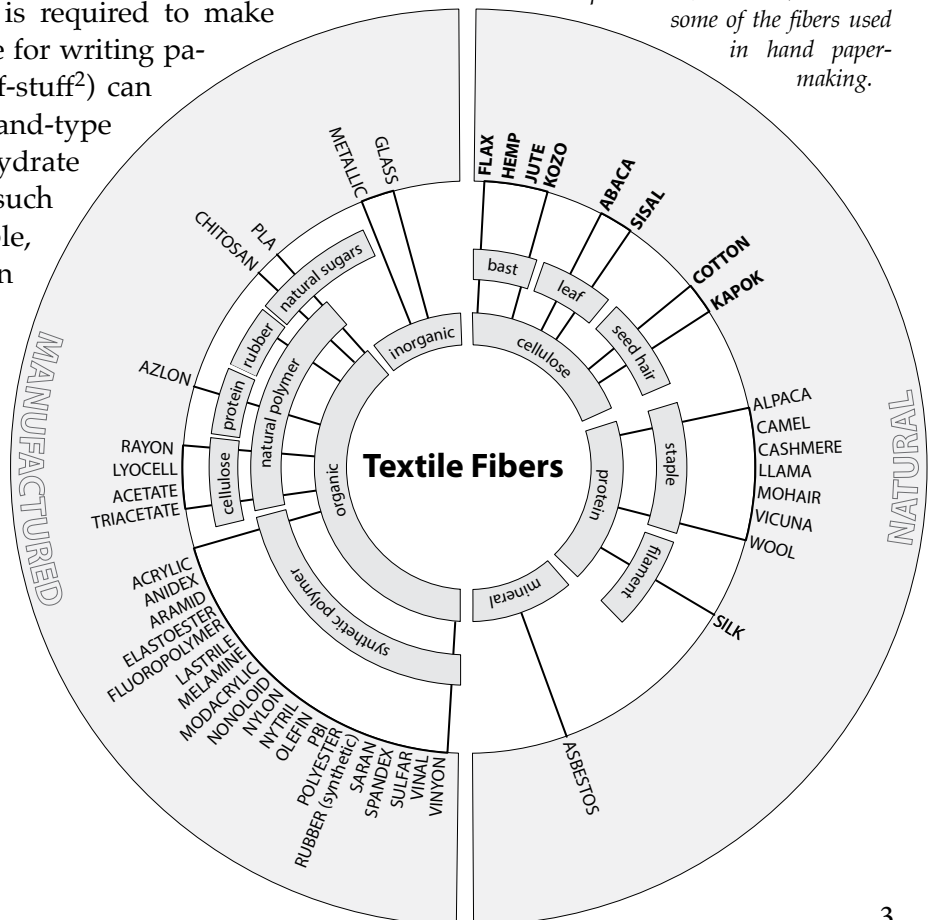 is required to make
e for writing pa-
f-stuff2) can
and-type
ydrate
such
le,
n
some of the fibers used
in hand paper-
making.
METALLIC
GLASS
PLA
CHITOSAN
natural sugars
rubber
AZLON
protein
natural polymer
RAYON
LYOCELL
ACETATE
TRIACETATE
cellulose
organic
inorganic
MANUFACTURED
ACRYLIC
ANIDEX
ARAMID
ELASTOESTER
FLUOROPOLYMER
LASTRILE
MELAMINE
MODACRYLIC
NONOLOID
NYLON
NYTRIL
OLEFIN
PBI
POLYESTER
RUBBER (synthetic)
SARAN
SPANDEX
SULFAR
VINAL
VINYON
synthetic polymer
Textile Fibers
FLAX
HEMP
JUTE
KOZO
ABACA
SISAL
COTTON
KAPOK
bast
leaf
seed hair
cellulose
ALPACA
CAMEL
CASHMERE
LLAMA
MOHAIR
VICUNA
WOOL
staple
protein
filament
SILK
mineral
ASBESTOS
NATURAL
3